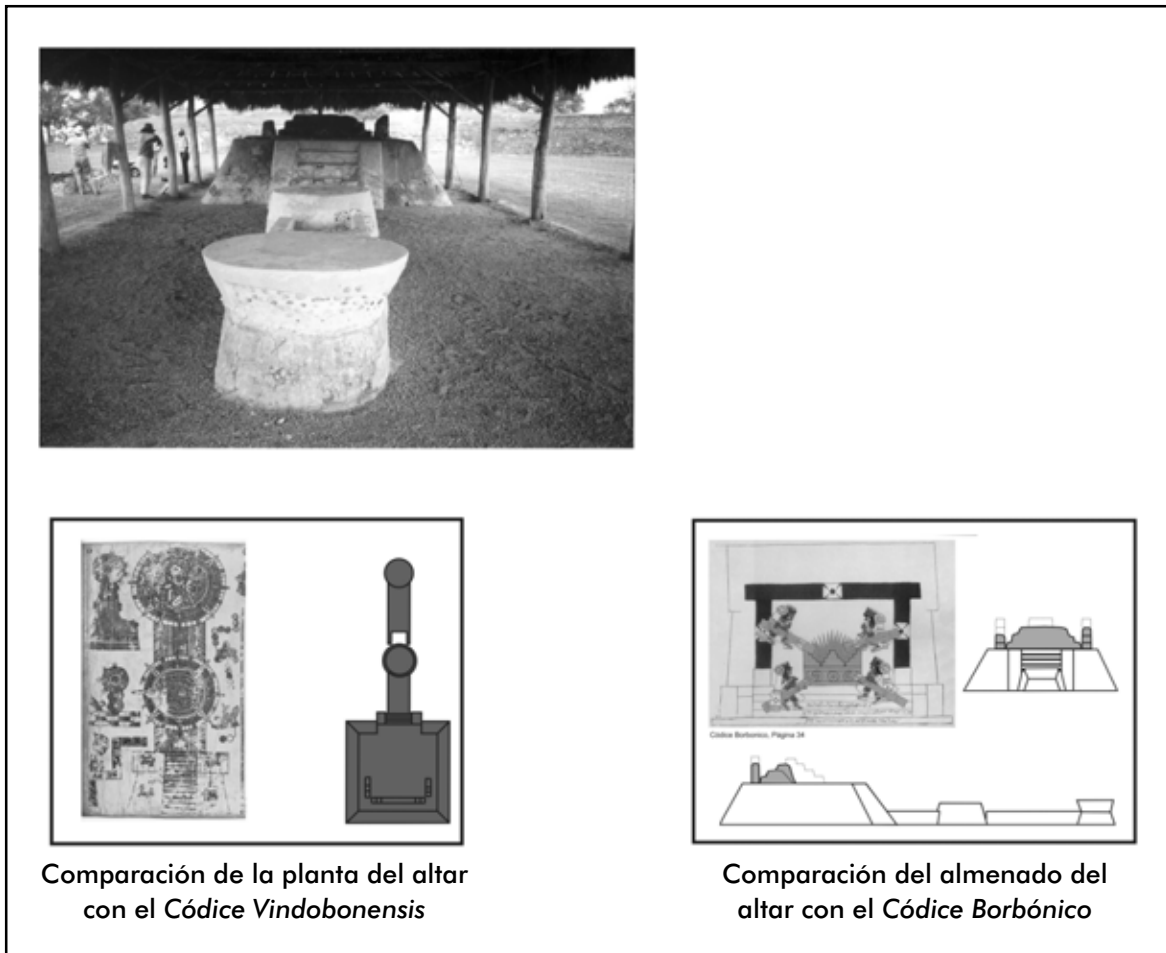 Códice Borbonico, Página 34
Comparación de la planta del altar
con el Códice Vindobonensis
Comparación del almenado del
altar con el Códice Borbónico